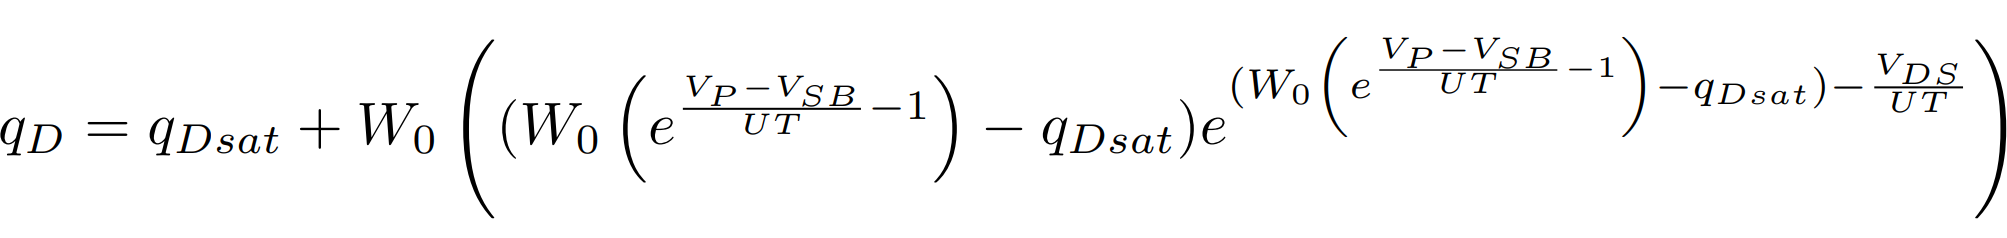 q_D = q_{Dsat} + W_0 \left( (W_0 \left( e^{\frac{V_P - V_{SB}}{UT} - 1} \right) - q_{Dsat}) e^{(W_0 \left( e^{\frac{V_P - V_{SB}}{UT} - 1} \right) - q_{Dsat}) - \frac{V_{DS}}{UT}} \right)